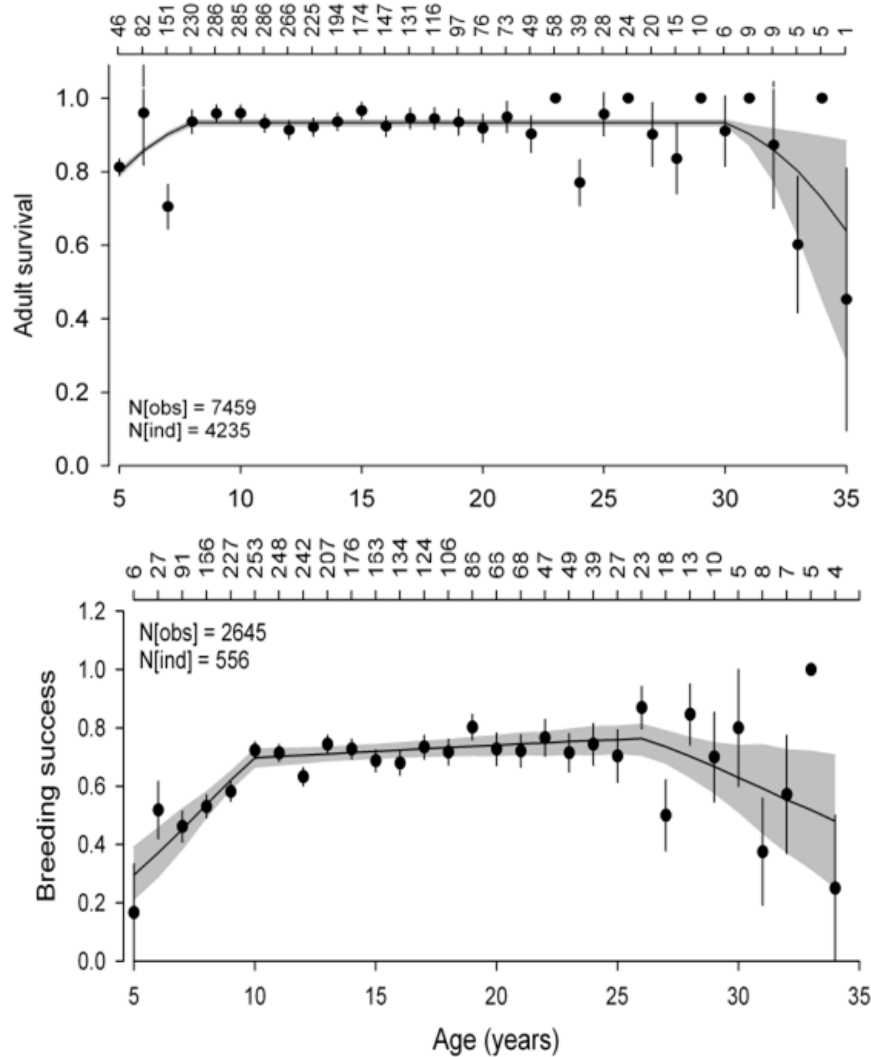 46 82 151 230 286 285 286 266 225 194 174 147 131 116 97 76 73 49 58 39 28 24 20 15 10 6 9 9 5 5 1
1.0
0.8
0.6
0.4
0.2
0.0
Adult survival
N[obs] = 7459
N[ind] = 4235
5 10 15 20 25 30 35
6 27 91 166 227 253 248 242 207 176 163 134 124 106 86 66 68 47 49 39 27 23 18 13 10 5 8 7 5 4
1.2
1.0
0.8
0.6
0.4
0.2
0.0
Breeding success
N[obs] = 2645
N[ind] = 556
5 10 15 20 25 30 35
Age (years)